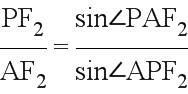 PF₂/AF₂ = sin∠PAF₂/sin∠APF₂